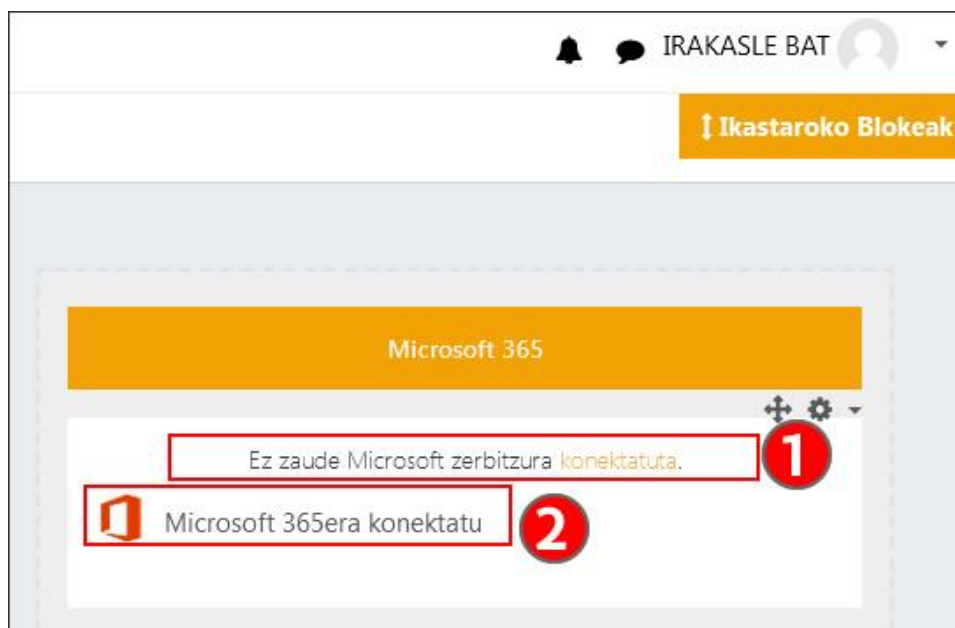 IRAKASLE BAT
Ikastaroko Blokeak
Microsoft 365
Ez zaude Microsoft zerbitzura konektatuta.
1
Microsoft 365era konektatu
2